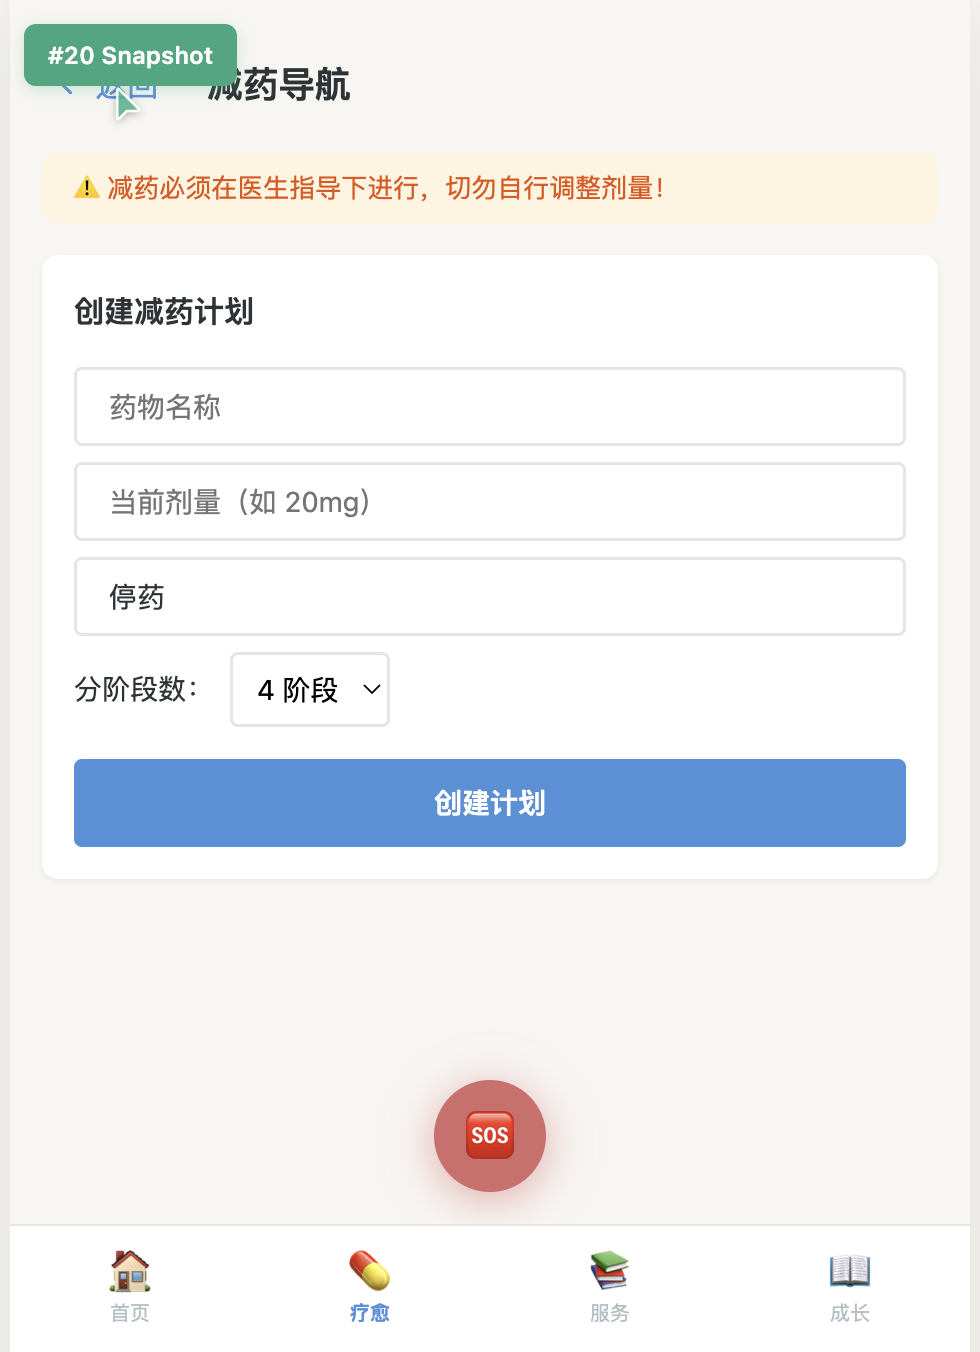 #20 Snapshot
返回
减药导航
⚠️ 减药必须在医生指导下进行，切勿自行调整剂量！
创建减药计划
药物名称
当前剂量（如 20mg）
停药
分阶段数：
4 阶段
创建计划
SOS
首页
疗愈
服务
成长